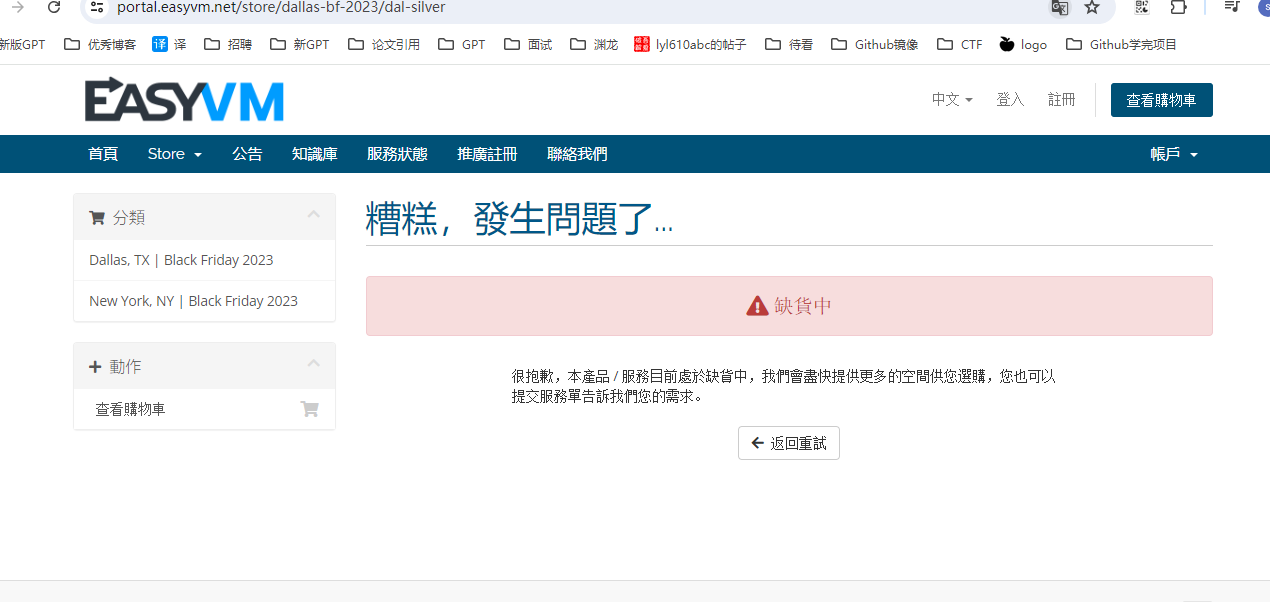 portal.easyvm.net/store/dallas-bf-2023/dal-silver
新版GPT 优秀博客 译 译 招聘 新GPT 论文引用 GPT 面试 渊龙 lyl610abc的帖子 待看 Github镜像 CTF logo Github学完项目
EASYVM 中文 登入 註冊 查看購物車
首頁 Store 公告 知識庫 服務狀態 推廣註冊 聯絡我們 帳戶
分類
Dallas, TX | Black Friday 2023
New York, NY | Black Friday 2023
動作
查看購物車
糟糕，發生問題了...
缺貨中
很抱歉，本產品 / 服務目前處於缺貨中，我們會盡快提供更多的空間供您選購，您也可以
提交服務單告訴我們您的需求。
返回重試